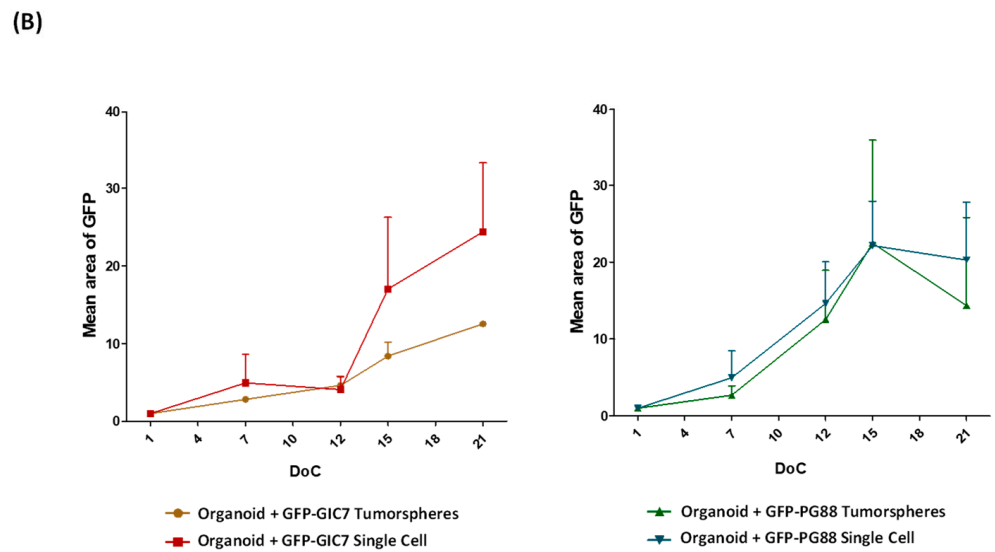 (B)
Mean area of GFP
40
30
20
10
0
1 4 7 10 12 15 18 21
DoC
Organoid + GFP-GIC7 Tumorspheres
Organoid + GFP-GIC7 Single Cell
Mean area of GFP
40
30
20
10
0
1 4 7 10 12 15 18 21
DoC
Organoid + GFP-PG88 Tumorspheres
Organoid + GFP-PG88 Single Cell